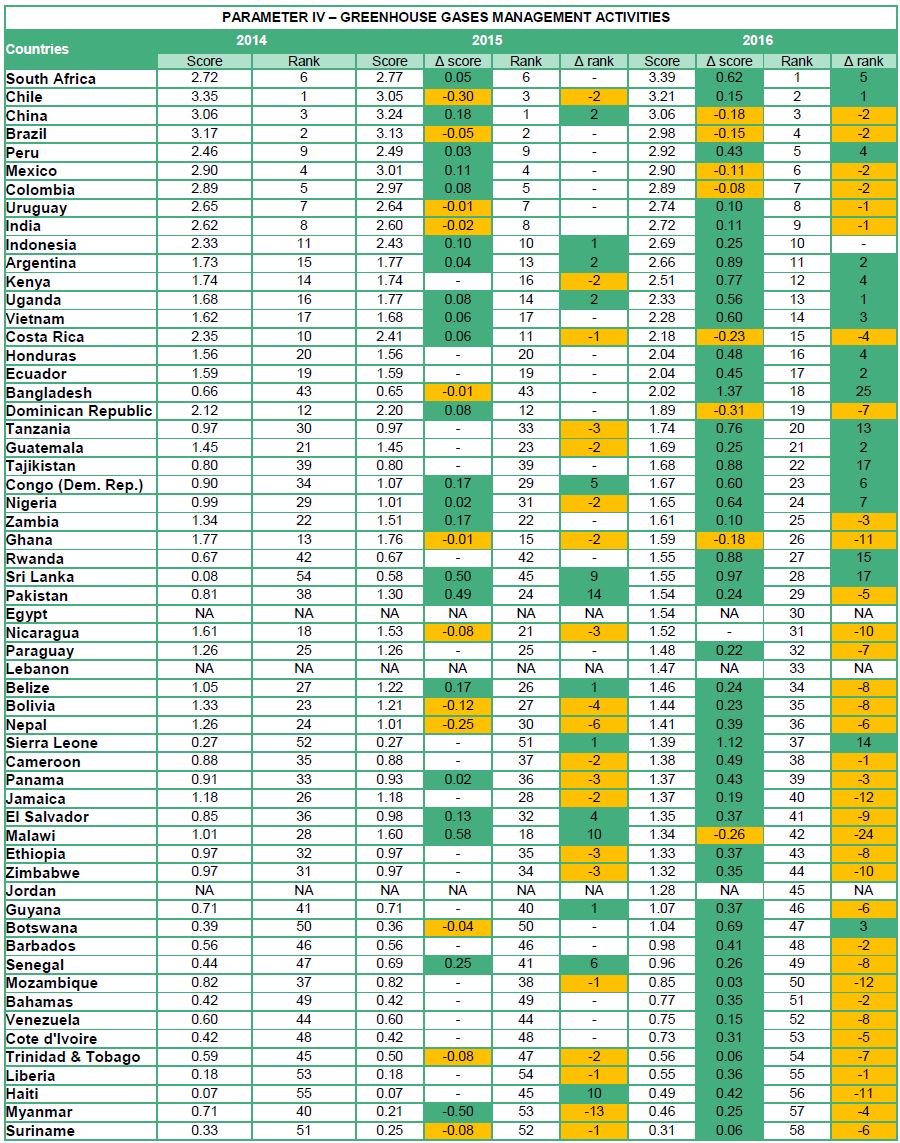 PARAMETER IV – GREENHOUSE GASES MANAGEMENT ACTIVITIES
Countries 2014 2015 2016
Score Rank Score Δ score Rank Δ rank Score Δ score Rank Δ rank
South Africa 2.72 6 2.77 0.05 6 - 3.39 0.62 1 5
Chile 3.35 1 3.05 -0.30 3 -2 3.21 0.15 2 1
China 3.06 3 3.24 0.18 1 2 3.06 -0.18 3 -2
Brazil 3.17 2 3.13 -0.05 2 - 2.98 -0.15 4 -2
Peru 2.46 9 2.49 0.03 9 - 2.92 0.43 5 4
Mexico 2.90 4 3.01 0.11 4 - 2.90 -0.11 6 -2
Colombia 2.89 5 2.97 0.08 5 - 2.89 -0.08 7 -2
Uruguay 2.65 7 2.64 -0.01 7 - 2.74 0.10 8 -1
India 2.62 8 2.60 -0.02 8 2.72 0.11 9 -1
Indonesia 2.33 11 2.43 0.10 10 1 2.69 0.25 10 -
Argentina 1.73 15 1.77 0.04 13 2 2.66 0.89 11 2
Kenya 1.74 14 1.74 - 16 -2 2.51 0.77 12 4
Uganda 1.68 16 1.77 0.08 14 2 2.33 0.56 13 1
Vietnam 1.62 17 1.68 0.06 17 - 2.28 0.60 14 3
Costa Rica 2.35 10 2.41 0.06 11 -1 2.18 -0.23 15 -4
Honduras 1.56 20 1.56 - 20 - 2.04 0.48 16 4
Ecuador 1.59 19 1.59 - 19 - 2.04 0.45 17 2
Bangladesh 0.66 43 0.65 -0.01 43 - 2.02 1.37 18 25
Dominican Republic 2.12 12 2.20 0.08 12 - 1.89 -0.31 19 -7
Tanzania 0.97 30 0.97 - 33 -3 1.74 0.76 20 13
Guatemala 1.45 21 1.45 - 23 -2 1.69 0.25 21 2
Tajikistan 0.80 39 0.80 - 39 - 1.68 0.88 22 17
Congo (Dem. Rep.) 0.90 34 1.07 0.17 29 5 1.67 0.60 23 6
Nigeria 0.99 29 1.01 0.02 31 -2 1.65 0.64 24 7
Zambia 1.34 22 1.51 0.17 22 - 1.61 0.10 25 -3
Ghana 1.77 13 1.76 -0.01 15 -2 1.59 -0.18 26 -11
Rwanda 0.67 42 0.67 - 42 - 1.55 0.88 27 15
Sri Lanka 0.08 54 0.58 0.50 45 9 1.55 0.97 28 17
Pakistan 0.81 38 1.30 0.49 24 14 1.54 0.24 29 -5
Egypt NA NA NA NA NA NA 1.54 NA 30 NA
Nicaragua 1.61 18 1.53 -0.08 21 -3 1.52 - 31 -10
Paraguay 1.26 25 1.26 - 25 - 1.48 0.22 32 -7
Lebanon NA NA NA NA NA NA 1.47 NA 33 NA
Belize 1.05 27 1.22 0.17 26 1 1.46 0.24 34 -8
Bolivia 1.33 23 1.21 -0.12 27 -4 1.44 0.23 35 -8
Nepal 1.26 24 1.01 -0.25 30 -6 1.41 0.39 36 -6
Sierra Leone 0.27 52 0.27 - 51 1 1.39 1.12 37 14
Cameroon 0.88 35 0.88 - 37 -2 1.38 0.49 38 -1
Panama 0.91 33 0.93 0.02 36 -3 1.37 0.43 39 -3
Jamaica 1.18 26 1.18 - 28 -2 1.37 0.19 40 -12
El Salvador 0.85 36 0.98 0.13 32 4 1.35 0.37 41 -9
Malawi 1.01 28 1.60 0.58 18 10 1.34 -0.26 42 -24
Ethiopia 0.97 32 0.97 - 35 -3 1.33 0.37 43 -8
Zimbabwe 0.97 31 0.97 - 34 -3 1.32 0.35 44 -10
Jordan NA NA NA NA NA NA 1.28 NA 45 NA
Guyana 0.71 41 0.71 - 40 1 1.07 0.37 46 -6
Botswana 0.39 50 0.36 -0.04 50 - 1.04 0.69 47 3
Barbados 0.56 46 0.56 - 46 - 0.98 0.41 48 -2
Senegal 0.44 47 0.69 0.25 41 6 0.96 0.26 49 -8
Mozambique 0.82 37 0.82 - 38 -1 0.85 0.03 50 -12
Bahamas 0.42 49 0.42 - 49 - 0.77 0.35 51 -2
Venezuela 0.60 44 0.60 - 44 - 0.75 0.15 52 -8
Cote d'Ivoire 0.42 48 0.42 - 48 - 0.73 0.31 53 -5
Trinidad & Tobago 0.59 45 0.50 -0.08 47 -2 0.56 0.06 54 -7
Liberia 0.18 53 0.18 - 54 -1 0.55 0.36 55 -1
Haiti 0.07 55 0.07 - 45 10 0.49 0.42 56 -11
Myanmar 0.71 40 0.21 -0.50 53 -13 0.46 0.25 57 -4
Suriname 0.33 51 0.25 -0.08 52 -1 0.31 0.06 58 -6